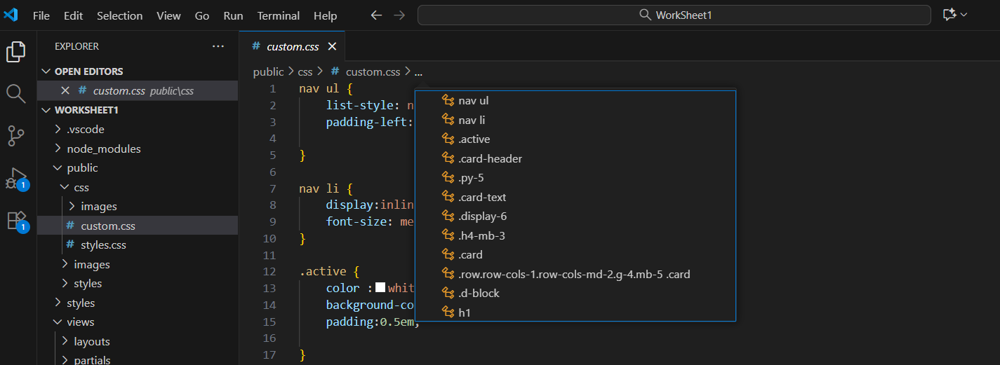 File Edit Selection View Go Run Terminal Help WorkSheet1
EXPLORER ...
OPEN EDITORS
# custom.css public\css
WORKSHEET1
.vscode
node_modules
public
css
images
# custom.css
# styles.css
images
styles
styles
views
layouts
partials
1
1
# custom.css
public > css > # custom.css > ...
1 nav ul {
2 list-style: n
3 padding-left:
4
5 }
6
7 nav li {
8 display:inlin
9 font-size: me
10 }
11
12 .active {
13 color : whit
14 background-co
15 padding:0.5em;
16
17 }
nav ul
nav li
.active
.card-header
.py-5
.card-text
.display-6
.h4-mb-3
.card
.row.row-cols-1.row-cols-md-2.g-4.mb-5 .card
.d-block
h1